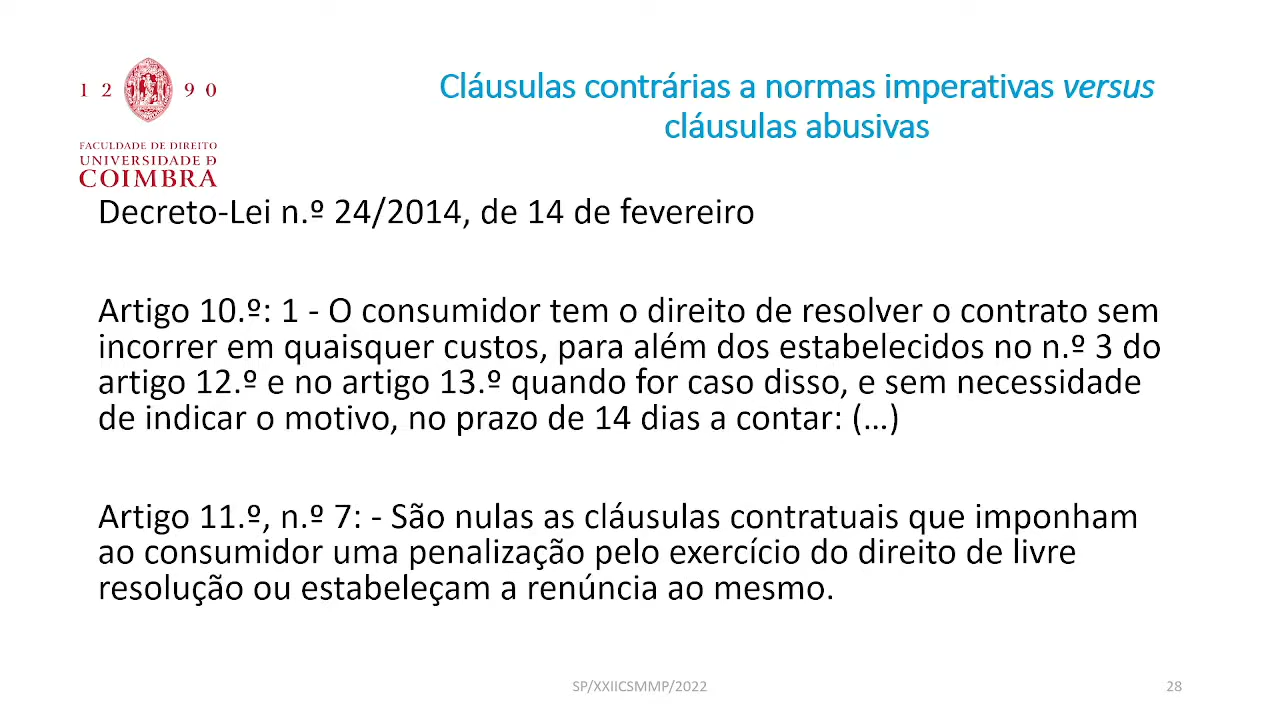 1 2 9 0
FACULDADE DE DIREITO
UNIVERSIDADE Ð
COIMBRA
Cláusulas contrárias a normas imperativas versus
cláusulas abusivas
Decreto-Lei n.º 24/2014, de 14 de fevereiro
Artigo 10.º: 1 - O consumidor tem o direito de resolver o contrato sem
incorrer em quaisquer custos, para além dos estabelecidos no n.º 3 do
artigo 12.º e no artigo 13.º quando for caso disso, e sem necessidade
de indicar o motivo, no prazo de 14 dias a contar: (…)
Artigo 11.º, n.º 7: - São nulas as cláusulas contratuais que imponham
ao consumidor uma penalização pelo exercício do direito de livre
resolução ou estabeleçam a renúncia ao mesmo.
SP/XXIICSMMP/2022
28